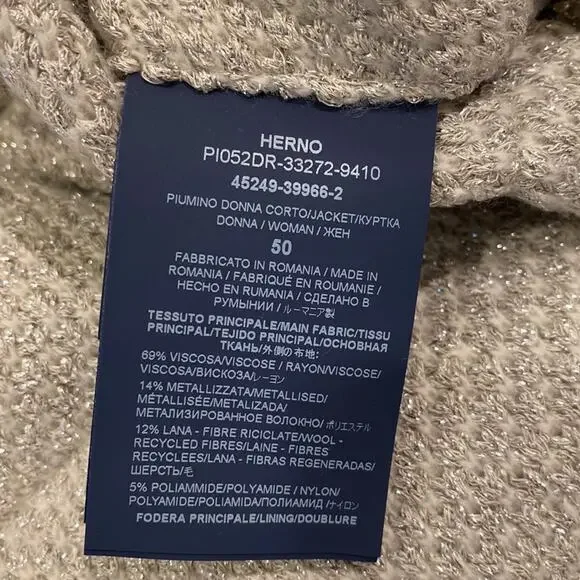 HERNO
PI052DR-33272-9410
45249-39966-2
PIUMINO DONNA CORTO/JACKET/КУРТКА
DONNA / WOMAN / ЖЕН
50
FABBRICATO IN ROMANIA / MADE IN
ROMANIA / FABRIQUÉ EN ROUMANIE /
HECHO EN RUMANIA / СДЕЛАНО В
РУМЫНИИ / ルーマニア製
TESSUTO PRINCIPALE/MAIN FABRIC/TISSU
PRINCIPAL/TEJIDO PRINCIPAL/ОСНОВНАЯ
ТКАНЬ/外側の布地:
69% VISCOSA/VISCOSE / RAYON/VISCOSE/
VISCOSA/ВИСКОЗА/レーヨン
14% METALLIZZATA/METALLISED/
MÉTALLISÉE/METALIZADA/
МЕТАЛИЗИРОВАННОЕ ВОЛОКНО/ポリエステル
12% LANA - FIBRE RICICLATE/WOOL -
RECYCLED FIBRES/LAINE - FIBRES
RECYCLEES/LANA - FIBRAS REGENERADAS/
ШЕРСТЬ/毛
5% POLIAMMIDE/POLYAMIDE / NYLON/
POLYAMIDE/POLIAMIDA/ПОЛИАМИД /ナイロン
FODERA PRINCIPALE/LINING/DOUBLURE